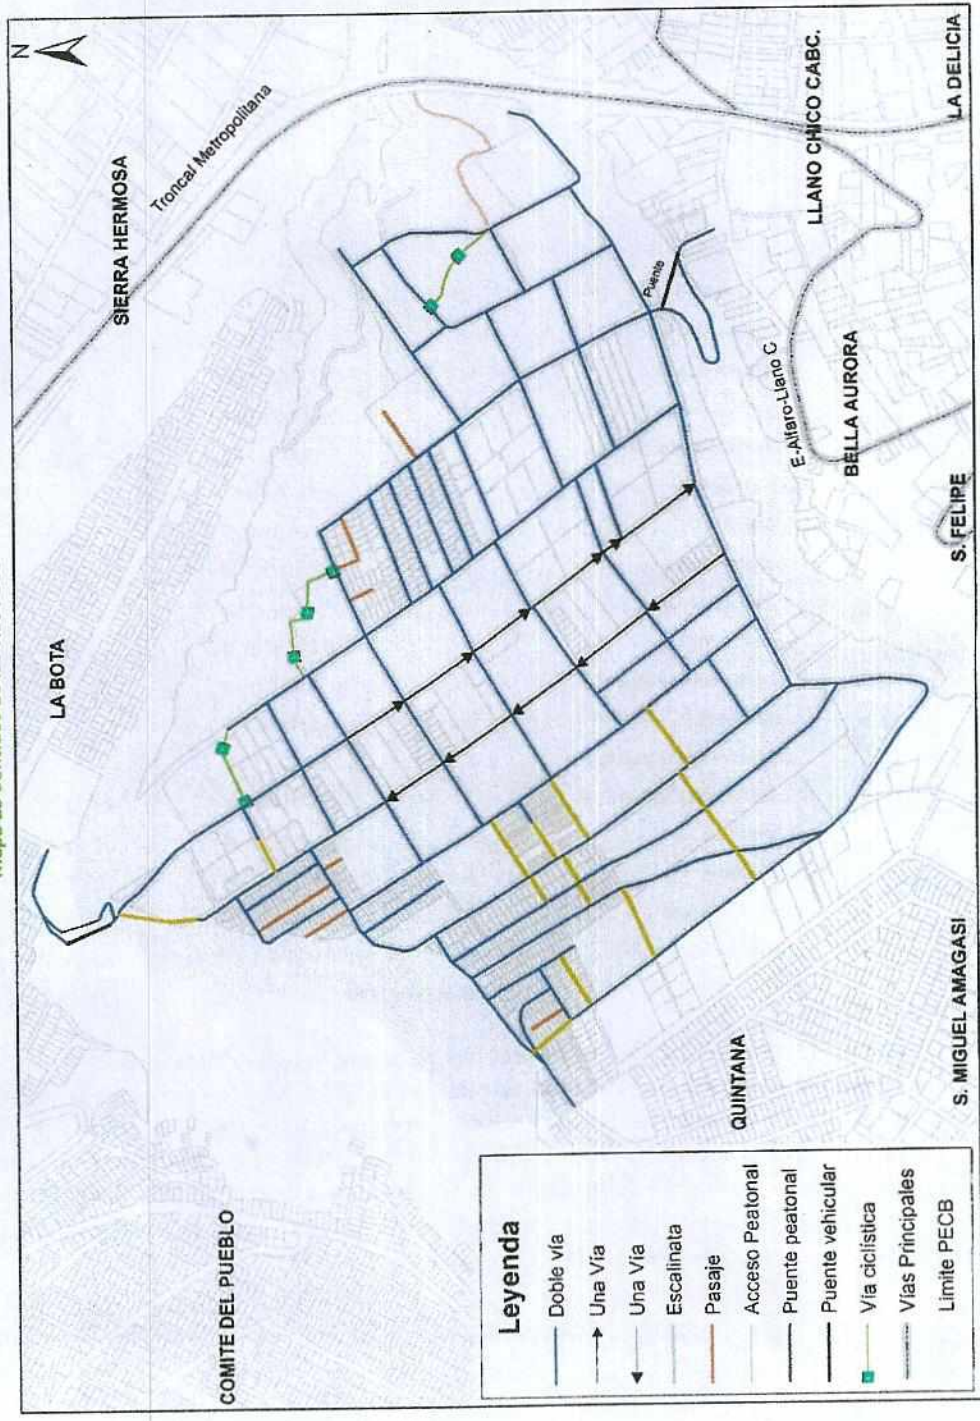 N
SIERRA HERMOSA
Troncal Metropolitana
LA BOTA
COMITE DEL PUEBLO
LLANO CHICO CABC.
LA DELICIA
Puente
E-Alfaro-Llano C
BELLA AURORA
S. FELIPE
QUINTANA
S. MIGUEL AMAGASI
Leyenda
Doble vía
Una Vía
Una Vía
Escalinata
Pasaje
Acceso Peatonal
Puente peatonal
Puente vehicular
Vía ciclística
Vías Principales
Límite PECB